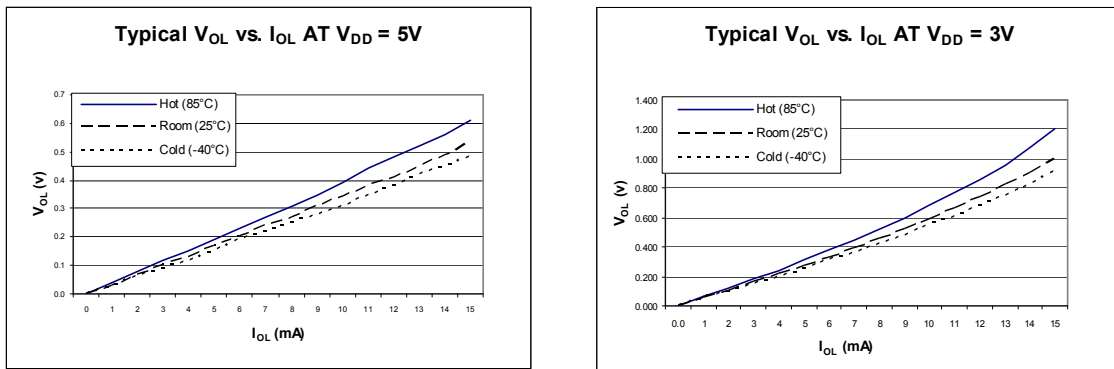 Typical VOL vs. IOL AT VDD = 5V
0.7
0.6
0.5
0.4
0.3
0.2
0.1
0.0
Hot (85°C)
Room (25°C)
Cold (-40°C)
VOL (v)
0 1 2 3 4 5 6 7 8 9 10 11 12 13 14 15
IOL (mA)
Typical VOL vs. IOL AT VDD = 3V
1.400
1.200
1.000
0.800
0.600
0.400
0.200
0.000
Hot (85°C)
Room (25°C)
Cold (-40°C)
VOL (v)
0.0 1 2 3 4 5 6 7 8 9 10 11 12 13 14 15
IOL (mA)